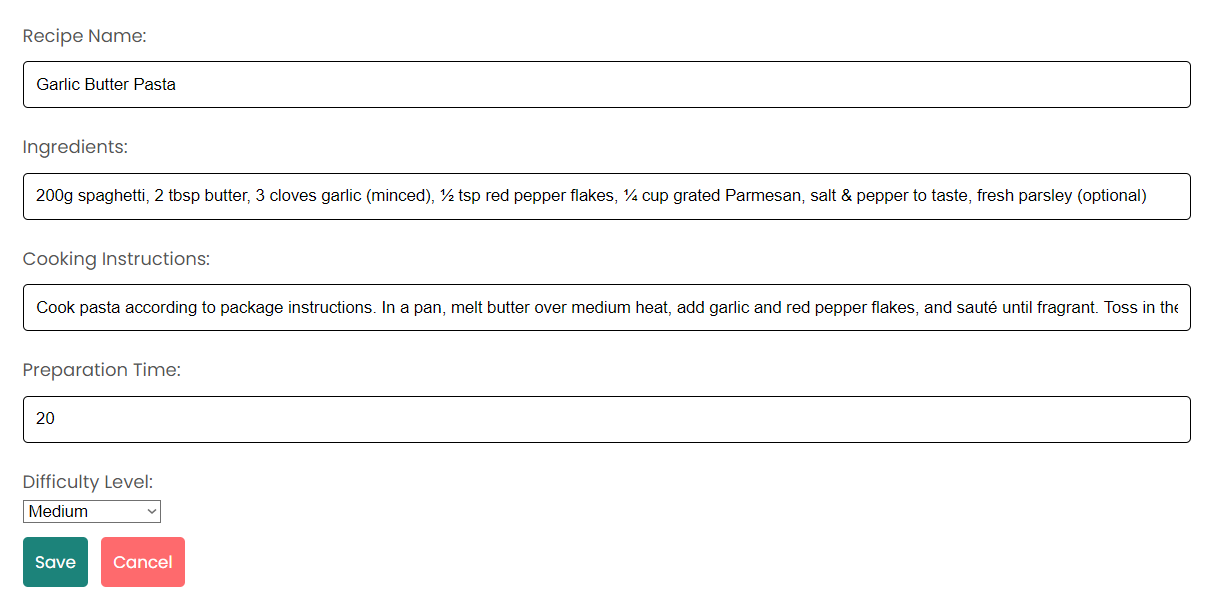 Recipe Name:
Garlic Butter Pasta
Ingredients:
200g spaghetti, 2 tbsp butter, 3 cloves garlic (minced), ½ tsp red pepper flakes, ¼ cup grated Parmesan, salt & pepper to taste, fresh parsley (optional)
Cooking Instructions:
Cook pasta according to package instructions. In a pan, melt butter over medium heat, add garlic and red pepper flakes, and sauté until fragrant. Toss in the
Preparation Time:
20
Difficulty Level:
Medium
Save Cancel